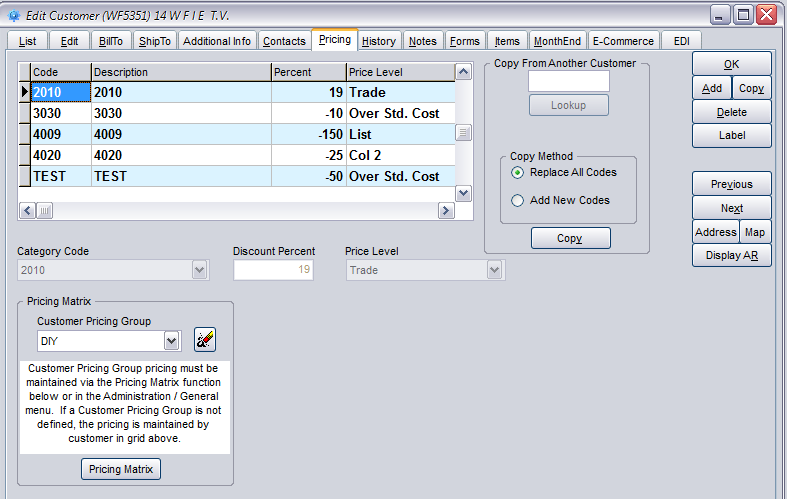 Edit Customer (WF5351) 14 W F I E T.V.
List Edit BillTo ShipTo Additional Info Contacts Pricing History Notes Forms Items MonthEnd E-Commerce EDI
Code Description Percent Price Level
2010 2010 19 Trade
3030 3030 -10 Over Std. Cost
4009 4009 -150 List
4020 4020 -25 Col 2
TEST TEST -50 Over Std. Cost
Copy From Another Customer
Lookup
Copy Method
Replace All Codes
Add New Codes
Copy
OK
Add Copy
Delete
Label
Previous
Next
Address Map
Display AR
Category Code Discount Percent Price Level
2010 19 Trade
Pricing Matrix
Customer Pricing Group
DIY
Customer Pricing Group pricing must be
maintained via the Pricing Matrix function
below or in the Administration / General
menu. If a Customer Pricing Group is not
defined, the pricing is maintained by
customer in grid above.
Pricing Matrix